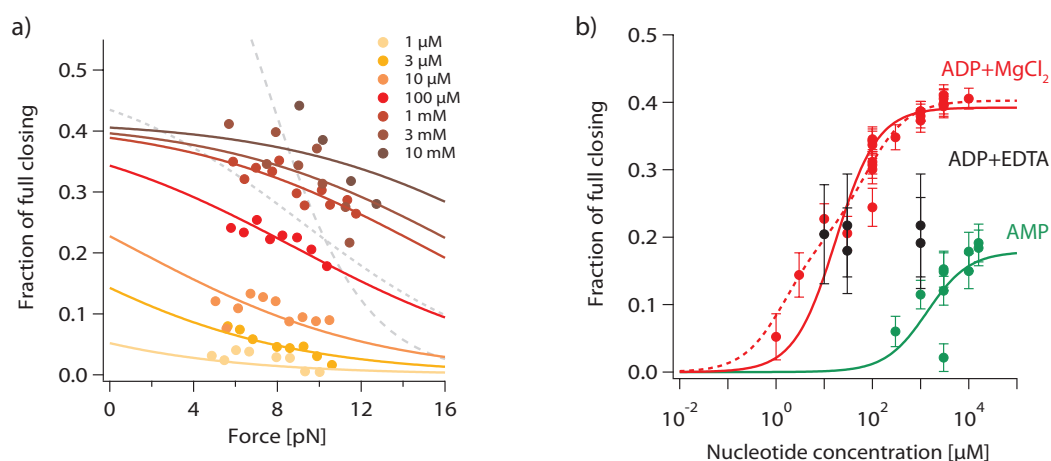 a)
Fraction of full closing
0.5
0.4
0.3
0.2
0.1
0.0
0
4
8
12
16
Force [pN]
1 µM
3 µM
10 µM
100 µM
1 mM
3 mM
10 mM
b)
Fraction of full closing
0.5
0.4
0.3
0.2
0.1
0.0
10⁻²
10⁰
10²
10⁴
Nucleotide concentration [µM]
ADP+MgCl₂
ADP+EDTA
AMP